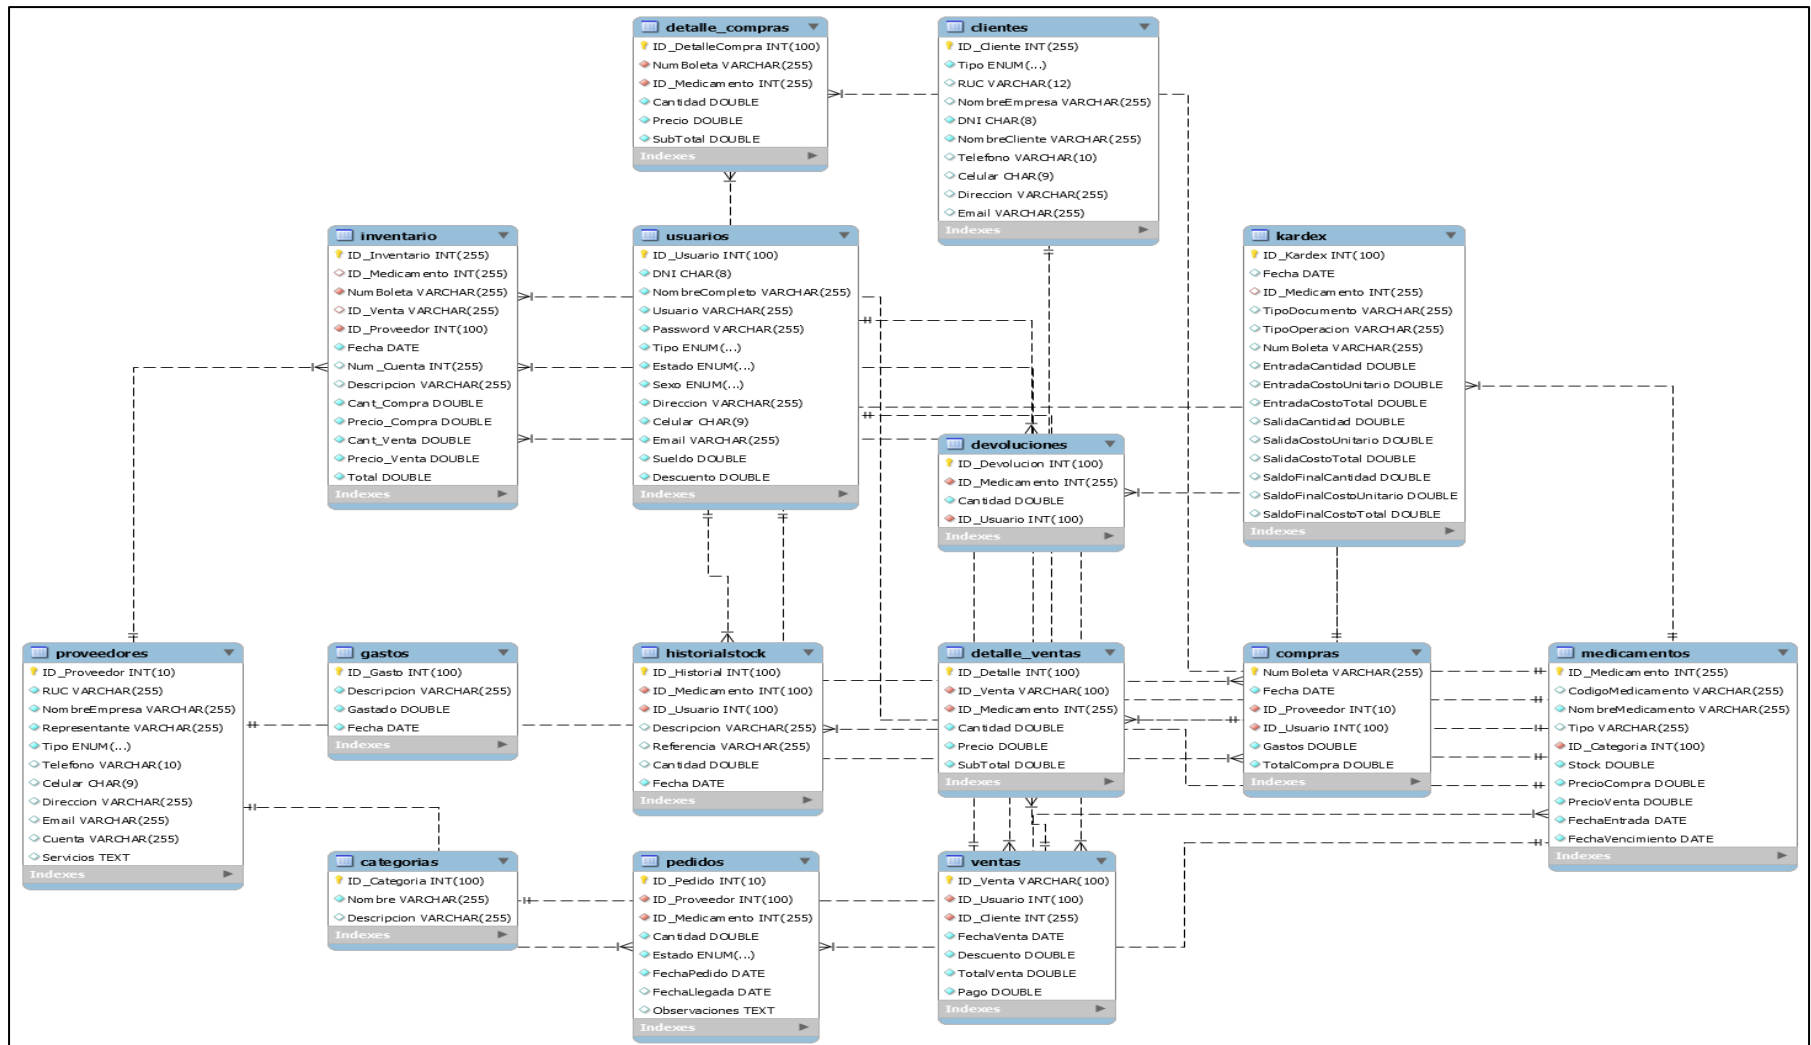 detalle_compras
ID_DetalleCompra INT(100)
NumBoleta VARCHAR(255)
ID_Medicamento INT(255)
Cantidad DOUBLE
Precio DOUBLE
SubTotal DOUBLE
Indexes
clientes
ID_Cliente INT(255)
Tipo ENUM(...)
RUC VARCHAR(12)
NombreEmpresa VARCHAR(255)
DNI CHAR(8)
NombreCliente VARCHAR(255)
Telefono VARCHAR(10)
Celular CHAR(9)
Direccion VARCHAR(255)
Email VARCHAR(255)
Indexes
inventario
ID_Inventario INT(255)
ID_Medicamento INT(255)
NumBoleta VARCHAR(255)
ID_Venta VARCHAR(255)
ID_Proveedor INT(100)
Fecha DATE
Num_Cuenta INT(255)
Descripcion VARCHAR(255)
Cant_Compra DOUBLE
Precio_Compra DOUBLE
Cant_Venta DOUBLE
Precio_Venta DOUBLE
Total DOUBLE
Indexes
usuarios
ID_Usuario INT(100)
DNI CHAR(8)
NombreCompleto VARCHAR(255)
Usuario VARCHAR(255)
Password VARCHAR(255)
Tipo ENUM(...)
Estado ENUM(...)
Sexo ENUM(...)
Direccion VARCHAR(255)
Celular CHAR(9)
Email VARCHAR(255)
Sueldo DOUBLE
Descuento DOUBLE
Indexes
kardex
ID_Kardex INT(100)
Fecha DATE
ID_Medicamento INT(255)
TipoDocumento VARCHAR(255)
TipoOperacion VARCHAR(255)
NumBoleta VARCHAR(255)
EntradaCantidad DOUBLE
EntradaCostoUnitario DOUBLE
EntradaCostoTotal DOUBLE
SalidaCantidad DOUBLE
SalidaCostoUnitario DOUBLE
SalidaCostoTotal DOUBLE
SaldoFinalCantidad DOUBLE
SaldoFinalCostoUnitario DOUBLE
SaldoFinalCostoTotal DOUBLE
Indexes
devoluciones
ID_Devolucion INT(100)
ID_Medicamento INT(255)
Cantidad DOUBLE
ID_Usuario INT(100)
Indexes
proveedores
ID_Proveedor INT(10)
RUC VARCHAR(255)
NombreEmpresa VARCHAR(255)
Representante VARCHAR(255)
Tipo ENUM(...)
Telefono VARCHAR(10)
Celular CHAR(9)
Direccion VARCHAR(255)
Email VARCHAR(255)
Cuenta VARCHAR(255)
Servicios TEXT
Indexes
gastos
ID_Gasto INT(100)
Descripcion VARCHAR(255)
Gastado DOUBLE
Fecha DATE
Indexes
historialstock
ID_Historial INT(100)
ID_Medicamento INT(100)
ID_Usuario INT(100)
Descripcion VARCHAR(255)
Referencia VARCHAR(255)
Cantidad DOUBLE
Fecha DATE
Indexes
detalle_ventas
ID_Detalle INT(100)
ID_Venta VARCHAR(100)
ID_Medicamento INT(255)
Cantidad DOUBLE
Precio DOUBLE
SubTotal DOUBLE
Indexes
compras
NumBoleta VARCHAR(255)
Fecha DATE
ID_Proveedor INT(10)
ID_Usuario INT(100)
Gastos DOUBLE
TotalCompra DOUBLE
Indexes
medicamentos
ID_Medicamento INT(255)
CodigoMedicamento VARCHAR(255)
NombreMedicamento VARCHAR(255)
Tipo VARCHAR(255)
ID_Categoria INT(100)
Stock DOUBLE
PrecioCompra DOUBLE
PrecioVenta DOUBLE
FechaEntrada DATE
FechaVencimiento DATE
Indexes
categorias
ID_Categoria INT(100)
Nombre VARCHAR(255)
Descripcion VARCHAR(255)
Indexes
pedidos
ID_Pedido INT(10)
ID_Proveedor INT(100)
ID_Medicamento INT(255)
Cantidad DOUBLE
Estado ENUM(...)
FechaPedido DATE
FechaLlegada DATE
Observaciones TEXT
Indexes
ventas
ID_Venta VARCHAR(100)
ID_Usuario INT(100)
ID_Cliente INT(255)
FechaVenta DATE
Descuento DOUBLE
TotalVenta DOUBLE
Pago DOUBLE
Indexes